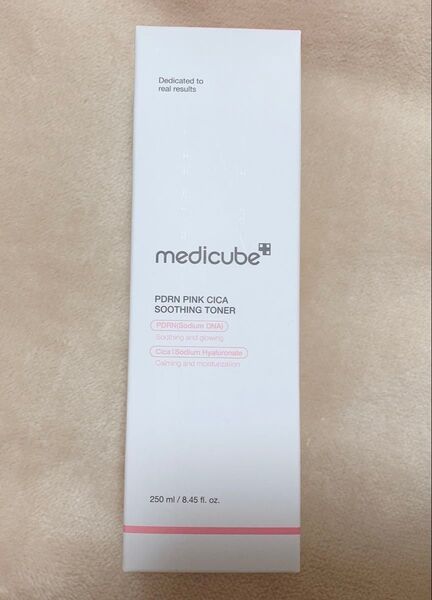 Dedicated to
real results
medicube
PDRN PINK CICA
SOOTHING TONER
PDRN(Sodium DNA)
Soothing and glowing
Cica | Sodium Hyaluronate
Calming and moisturization
250 ml / 8.45 fl. oz.